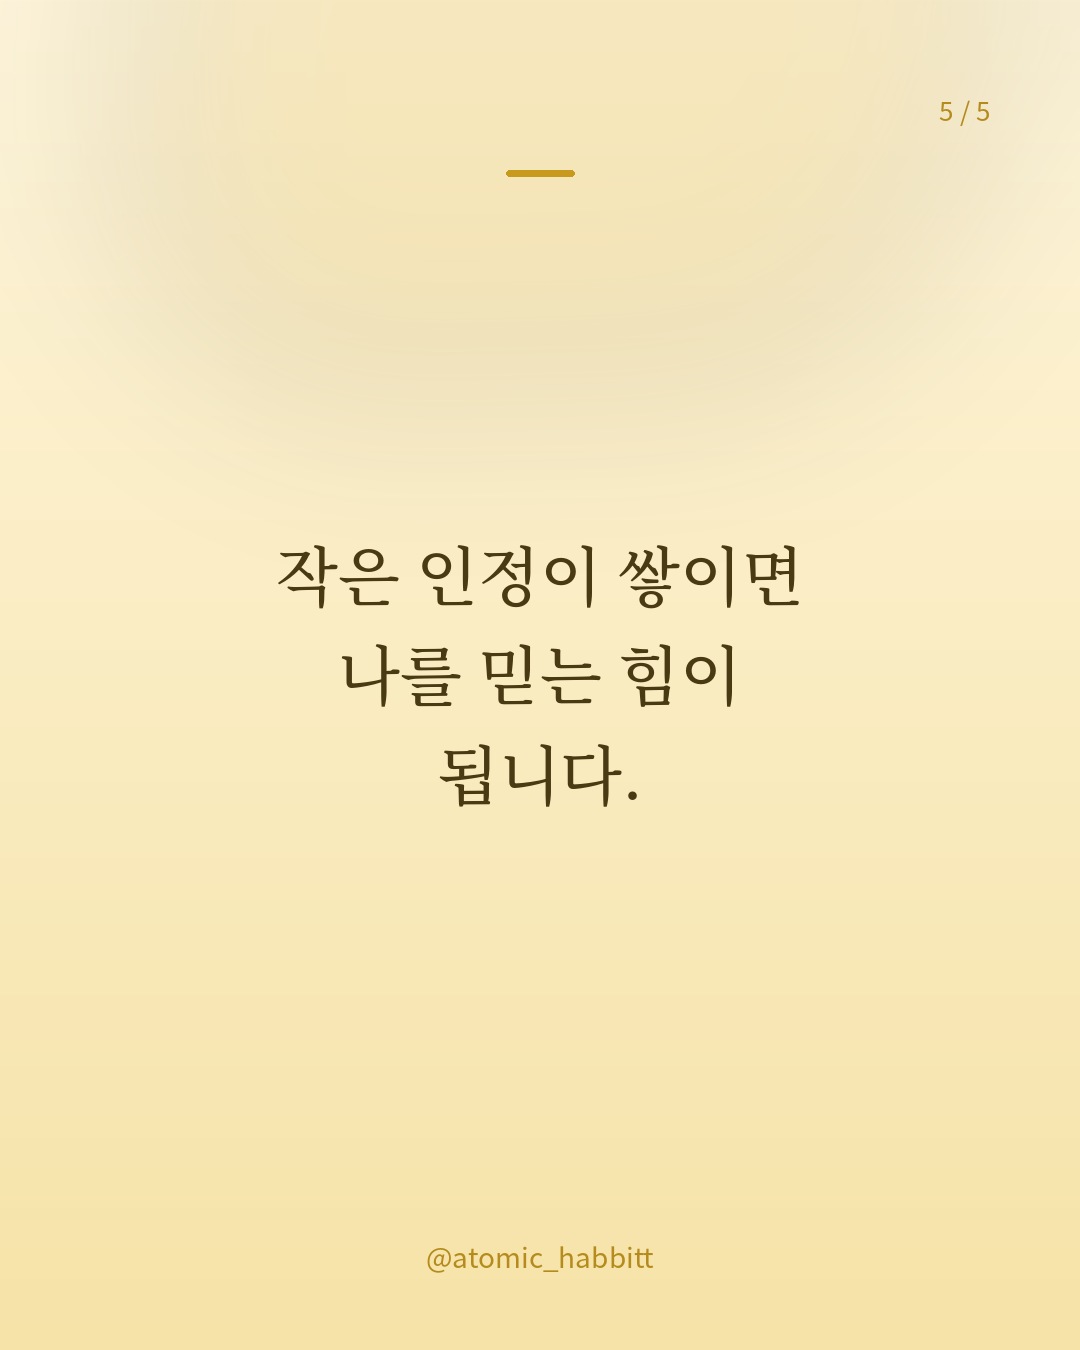 5 / 5
작은 인정이 쌓이면
나를 믿는 힘이
됩니다.
@atomic_habbitt